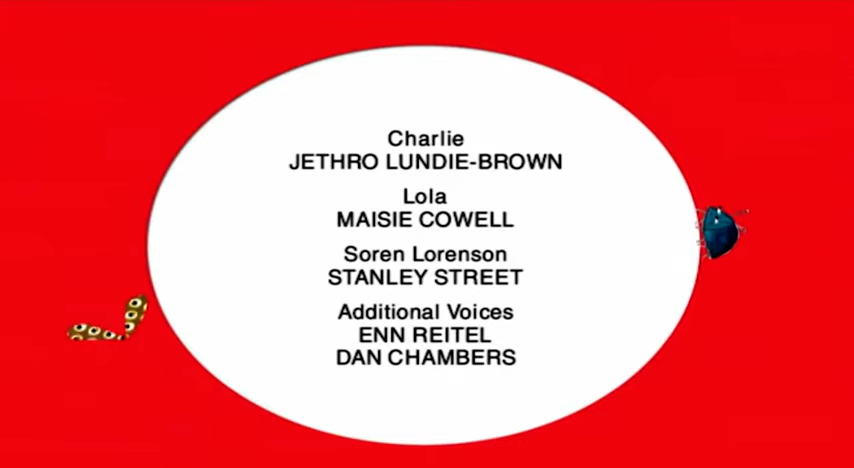 Charlie
JETHRO LUNDIE-BROWN
Lola
MAISIE COWELL
Soren Lorenson
STANLEY STREET
Additional Voices
ENN REITEL
DAN CHAMBERS